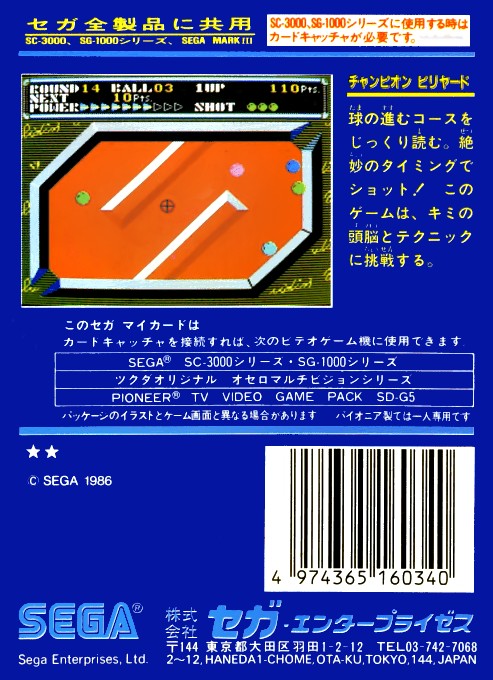 セガ全製品に共用
SC-3000、SG-1000シリーズ、SEGA MARKIII
SC-3000、SG-1000シリーズに使用する時は
カードキャッチャが必要です。
ROUND14 BALL03 1UP 110Pts.
NEXT 10Pts.
POWER SHOT
チャンピオン ビリヤード
球の進むコースを
じっくり読む。絶
妙のタイミングで
ショット! この
ゲームは、キミの
頭脳とテクニック
に挑戦する。
このセガ マイカードは
カードキャッチャを接続すれば、次のビデオゲーム機に使用できます。
SEGA® SC-3000シリーズ・SG-1000シリーズ
ツクダオリジナル オセロマルチビジョンシリーズ
PIONEER® TV VIDEO GAME PACK SD-G5
パッケージのイラストとゲーム画面と異なる場合があります パイオニア製では一人専用です
★★
© SEGA 1986
4 974365 160340
SEGA®
株式会社 セガ・エンタープライゼス
〒144 東京都大田区羽田1-2-12 TEL03-742-7068
Sega Enterprises, Ltd. 2~12, HANEDA1-CHOME, OTA-KU, TOKYO, 144, JAPAN